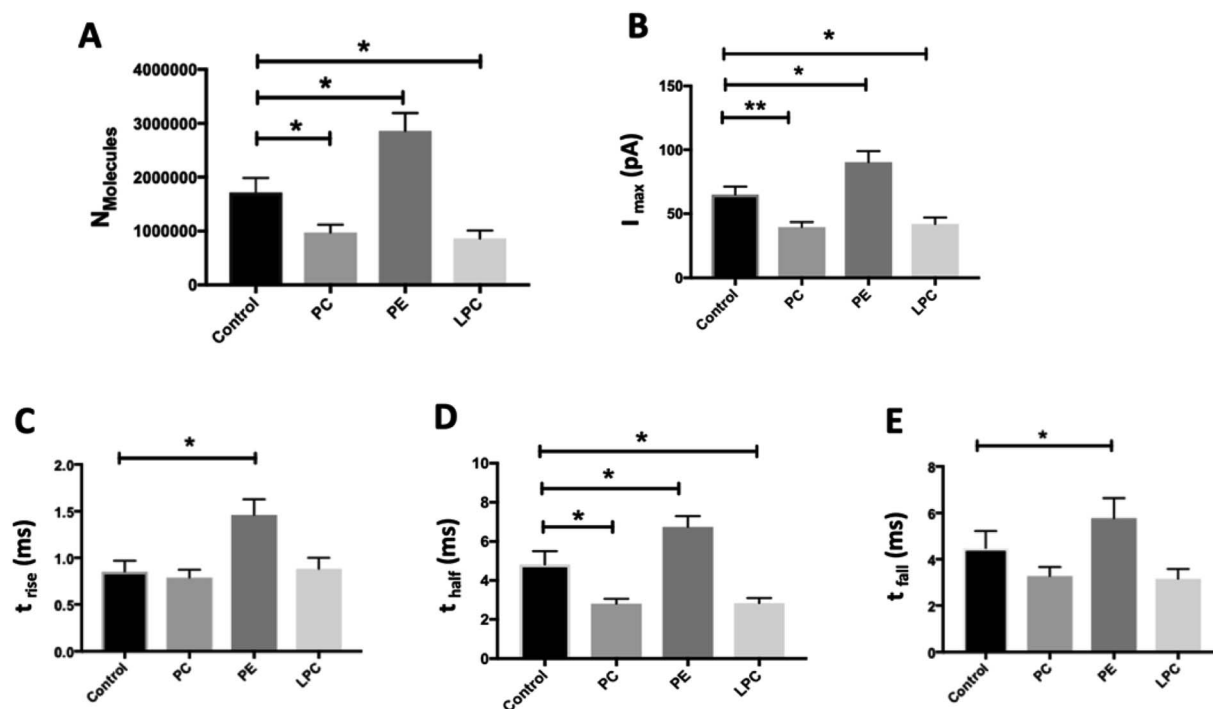 A
N Molecules
4000000
3000000
2000000
1000000
0
*
*
*
Control
PC
PE
LPC
B
I max (pA)
150
100
50
0
*
*
**
Control
PC
PE
LPC
C
t rise (ms)
2.0
1.5
1.0
0.5
0.0
*
Control
PC
PE
LPC
D
t half (ms)
10
8
6
4
2
0
*
*
*
Control
PC
PE
LPC
E
t fall (ms)
8
6
4
2
0
*
Control
PC
PE
LPC